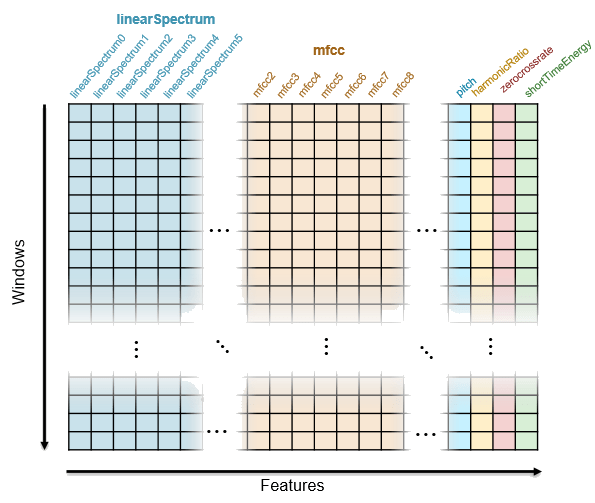 linearSpectrum
mfcc
linearSpectrum0
linearSpectrum1
linearSpectrum2
linearSpectrum3
linearSpectrum4
linearSpectrum5
mfcc2
mfcc3
mfcc4
mfcc5
mfcc6
mfcc7
mfcc8
pitch
harmonicRatio
zerocrossrate
shortTimeEnergy
Windows
Features